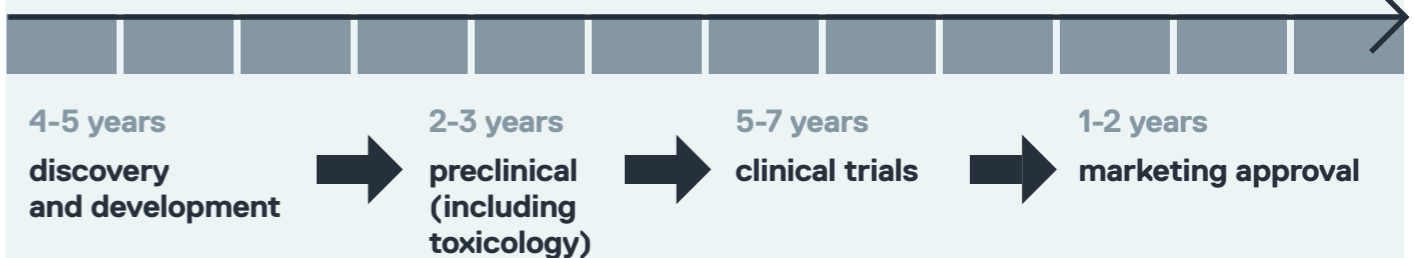 4-5 years
discovery
and development
2-3 years
preclinical
(including
toxicology)
5-7 years
clinical trials
1-2 years
marketing approval